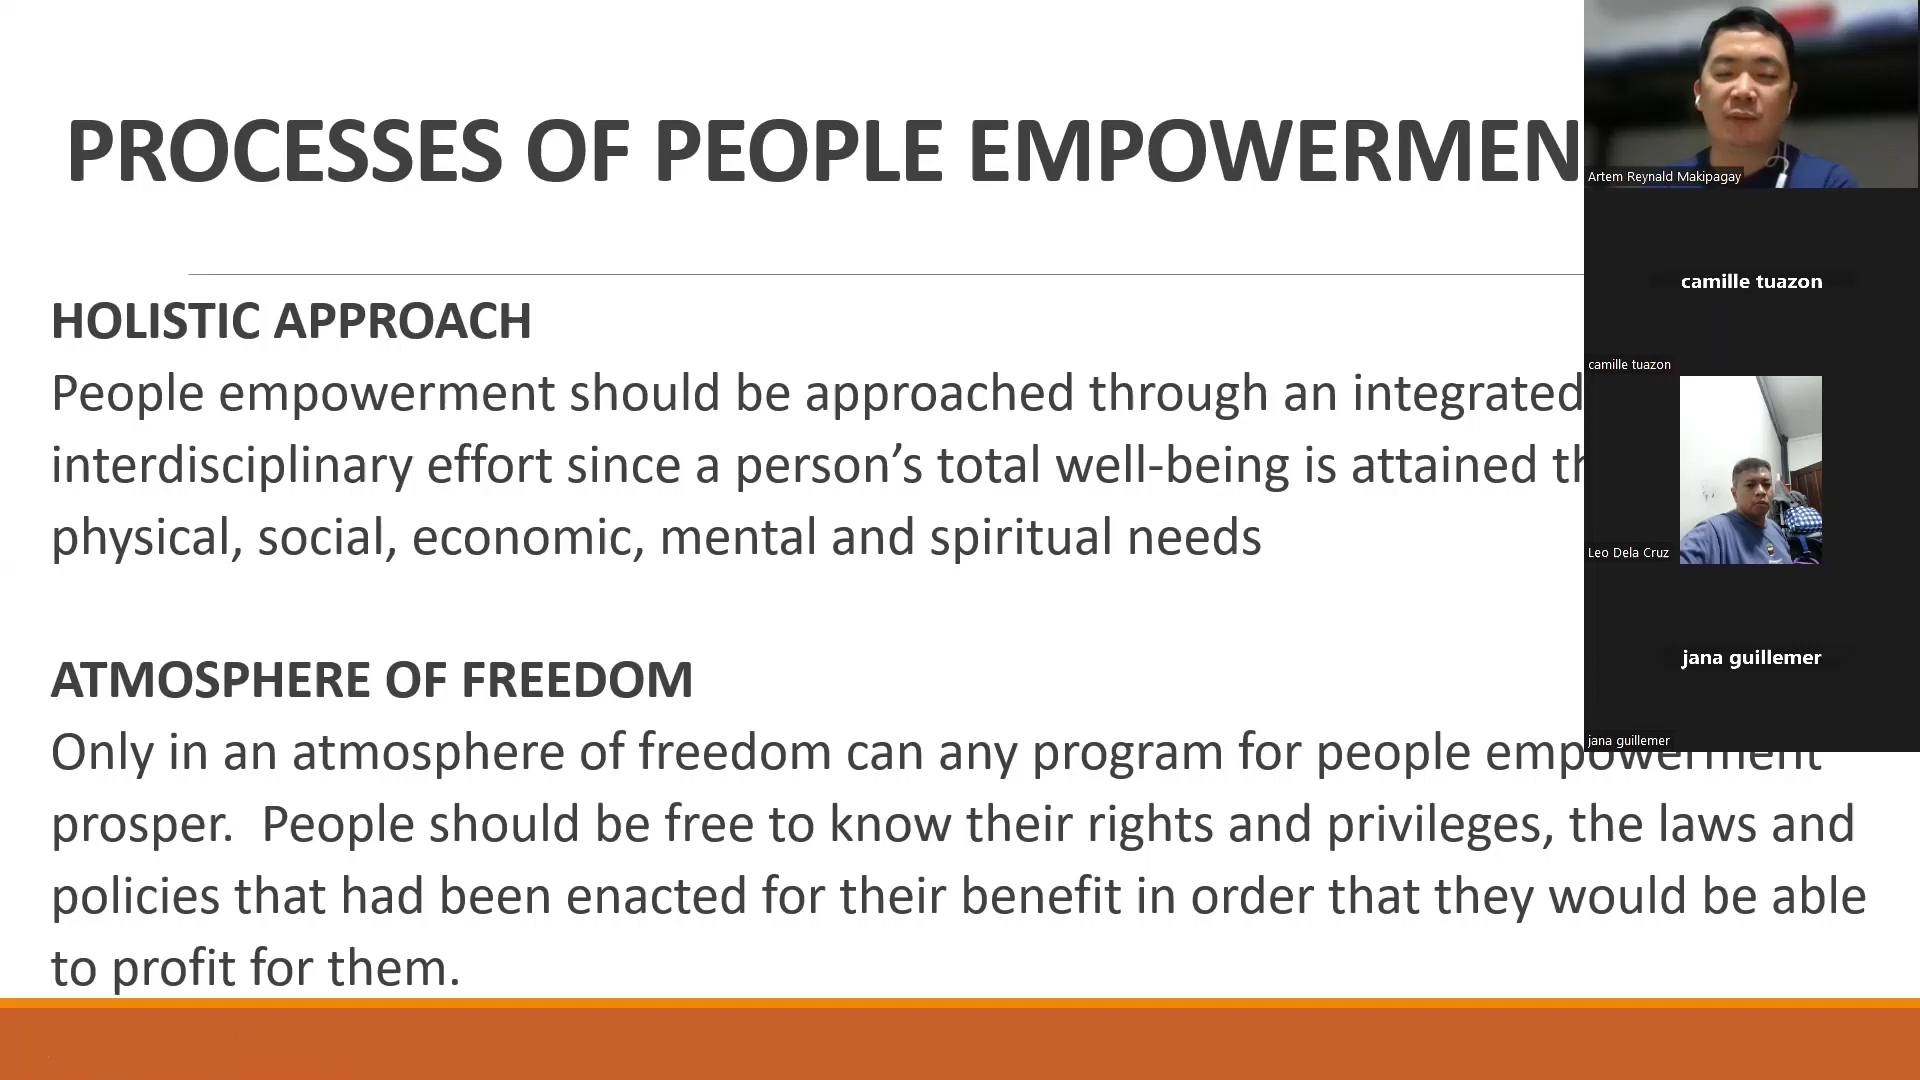 PROCESSES OF PEOPLE EMPOWERMEN
HOLISTIC APPROACH
People empowerment should be approached through an integrated
interdisciplinary effort since a person’s total well-being is attained
physical, social, economic, mental and spiritual needs
ATMOSPHERE OF FREEDOM
Only in an atmosphere of freedom can any program for people empowerment
prosper.  People should be free to know their rights and privileges, the laws and
policies that had been enacted for their benefit in order that they would be able
to profit for them.
Artem Reynald Makipagay
camille tuazon
camille tuazon
Leo Dela Cruz
jana guillemer
jana guillemer